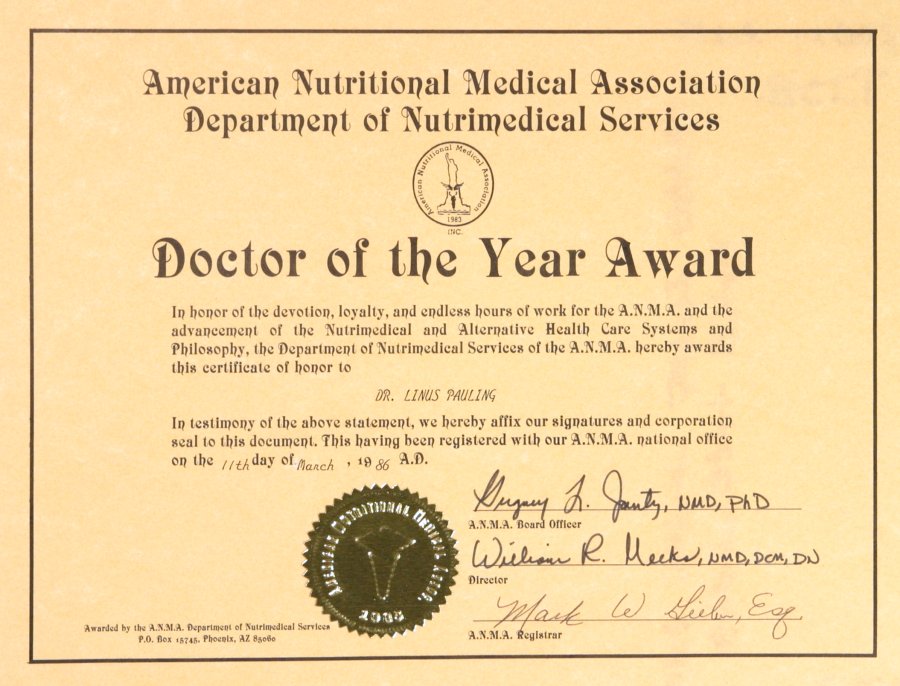 American Nutritional Medical Association
Department of Nutrimedical Services
American Nutritional Medical Association
1983
INC.
Doctor of the Year Award
In honor of the devotion, loyalty, and endless hours of work for the A.N.M.A. and the
advancement of the Nutrimedical and Alternative Health Care Systems and
Philosophy, the Department of Nutrimedical Services of the A.N.M.A. hereby awards
this certificate of honor to
DR. LINUS PAULING
In testimony of the above statement, we hereby affix our signatures and corporation
seal to this document. This having been registered with our A.N.M.A. national office
on the 11th day of March , 19 86 A.D.
L. NMD, PhD
A.N.M.A. Board Officer
William R. Meeks, NMD, DCM, DN
Director
Mark W Esq.
A.N.M.A. Registrar
American Nutritional Medical Assoc.
Awarded by the A.N.M.A. Department of Nutrimedical Services
P.O. Box 15745, Phoenix, AZ 85060